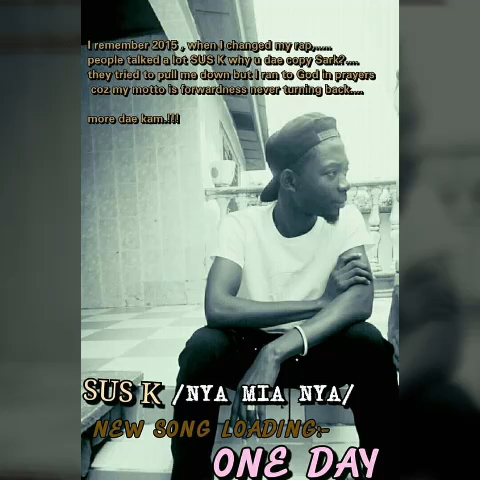 I remember 2015 , when I changed my rap,.....
people talked a lot SUS K why u dae copy Sark?....
they tried to pull me down but I ran to God in prayers
coz my motto is forwardness never turning back....
more dae kam.!!!
SUS K /NYA MIA NYA/
NEW SONG LOADING:-
ONE DAY